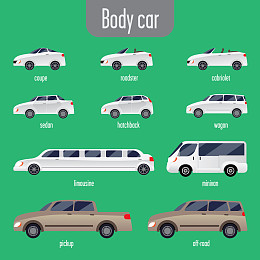 Body car
coupe
roadster
cabriolet
sedan
hatchback
wagon
limousine
minivan
pickup
off-road